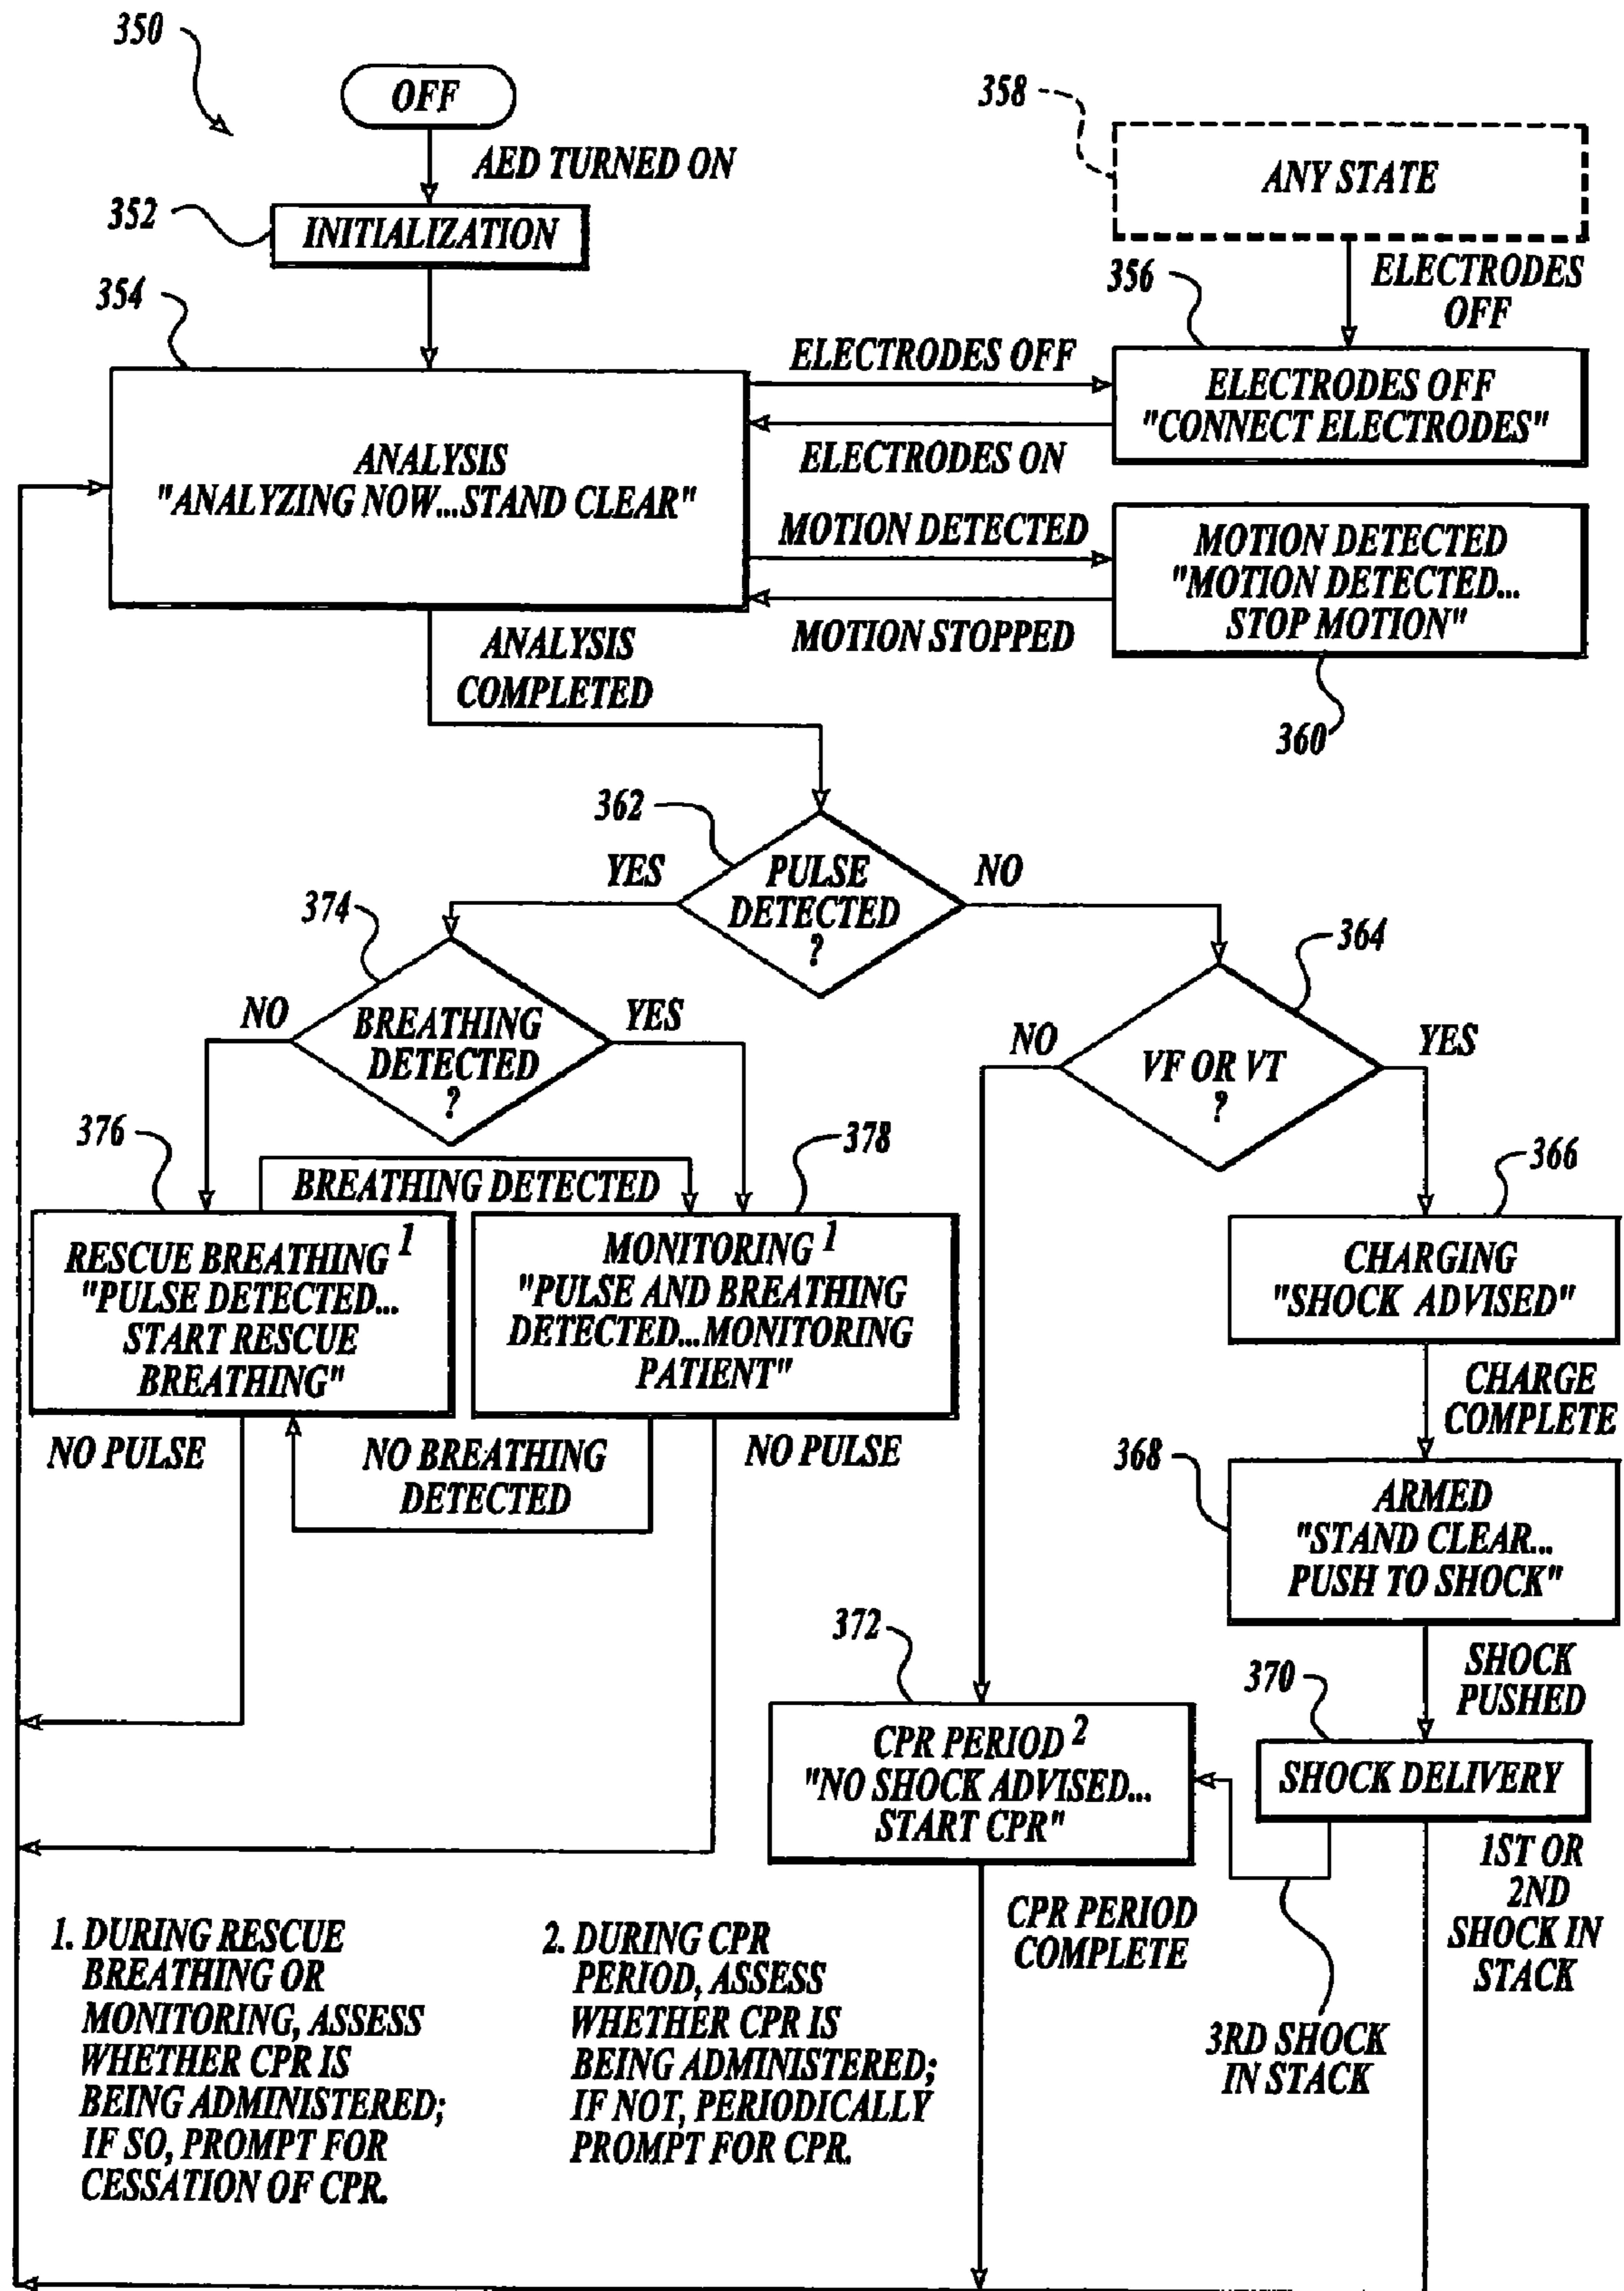 350
OFF
AED TURNED ON
352
INITIALIZATION
354
358
ANY STATE
ELECTRODES
OFF
356
ELECTRODES OFF
ELECTRODES OFF
"CONNECT ELECTRODES"
ELECTRODES ON
ANALYSIS
"ANALYZING NOW...STAND CLEAR"
MOTION DETECTED
MOTION DETECTED
"MOTION DETECTED...
STOP MOTION"
MOTION STOPPED
360
ANALYSIS
COMPLETED
362
PULSE
DETECTED
?
YES
NO
374
BREATHING
DETECTED
?
NO
YES
364
VF OR VT
?
NO
YES
376
BREATHING DETECTED
378
366
RESCUE BREATHING 1
"PULSE DETECTED...
START RESCUE
BREATHING"
MONITORING 1
"PULSE AND BREATHING
DETECTED...MONITORING
PATIENT"
CHARGING
"SHOCK ADVISED"
CHARGE
COMPLETE
NO PULSE
NO BREATHING
DETECTED
NO PULSE
368
ARMED
"STAND CLEAR...
PUSH TO SHOCK"
SHOCK
PUSHED
372
370
CPR PERIOD 2
"NO SHOCK ADVISED...
START CPR"
SHOCK DELIVERY
1ST OR
2ND
SHOCK IN
STACK
CPR PERIOD
COMPLETE
3RD SHOCK
IN STACK
1. DURING RESCUE
BREATHING OR
MONITORING, ASSESS
WHETHER CPR IS
BEING ADMINISTERED;
IF SO, PROMPT FOR
CESSATION OF CPR.
2. DURING CPR
PERIOD, ASSESS
WHETHER CPR IS
BEING ADMINISTERED;
IF NOT, PERIODICALLY
PROMPT FOR CPR.